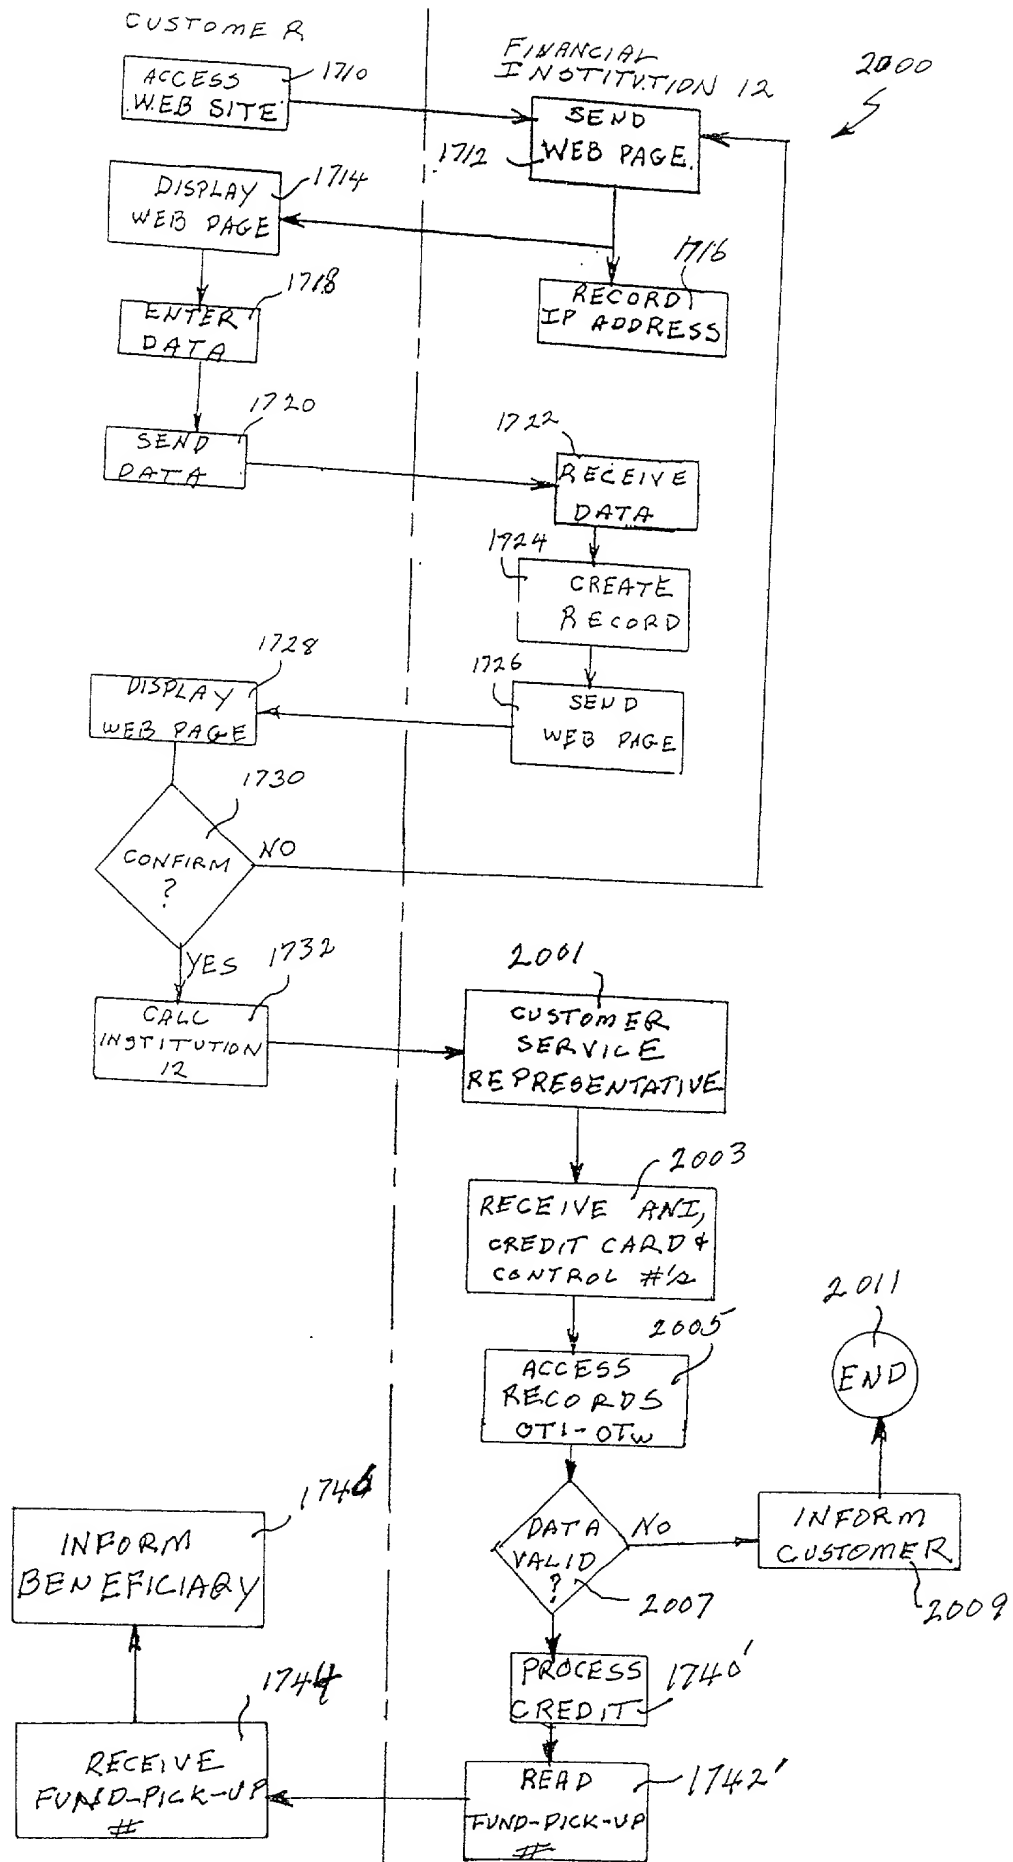 CUSTOMER
FINANCIAL
INSTITUTION 12
2000
ACCESS
WEB SITE
1710
SEND
WEB PAGE
1712
DISPLAY
WEB PAGE
1714
RECORD
IP ADDRESS
1716
ENTER
DATA
1718
SEND
DATA
1720
1722
RECEIVE
DATA
1724
CREATE
RECORD
1726
SEND
WEB PAGE
1728
DISPLAY
WEB PAGE
1730
CONFIRM
?
NO
YES
1732
CALL
INSTITUTION
12
2001
CUSTOMER
SERVICE
REPRESENTATIVE
2003
RECEIVE ANI,
CREDIT CARD &
CONTROL #'s
2005
ACCESS
RECORDS
OT1-OTw
2011
END
DATA
VALID
?
NO
2007
INFORM
CUSTOMER
2009
PROCESS
CREDIT
1740'
READ
FUND-PICK-UP
#
1742'
1744
RECEIVE
FUND-PICK-UP
#
1746
INFORM
BENEFICIARY